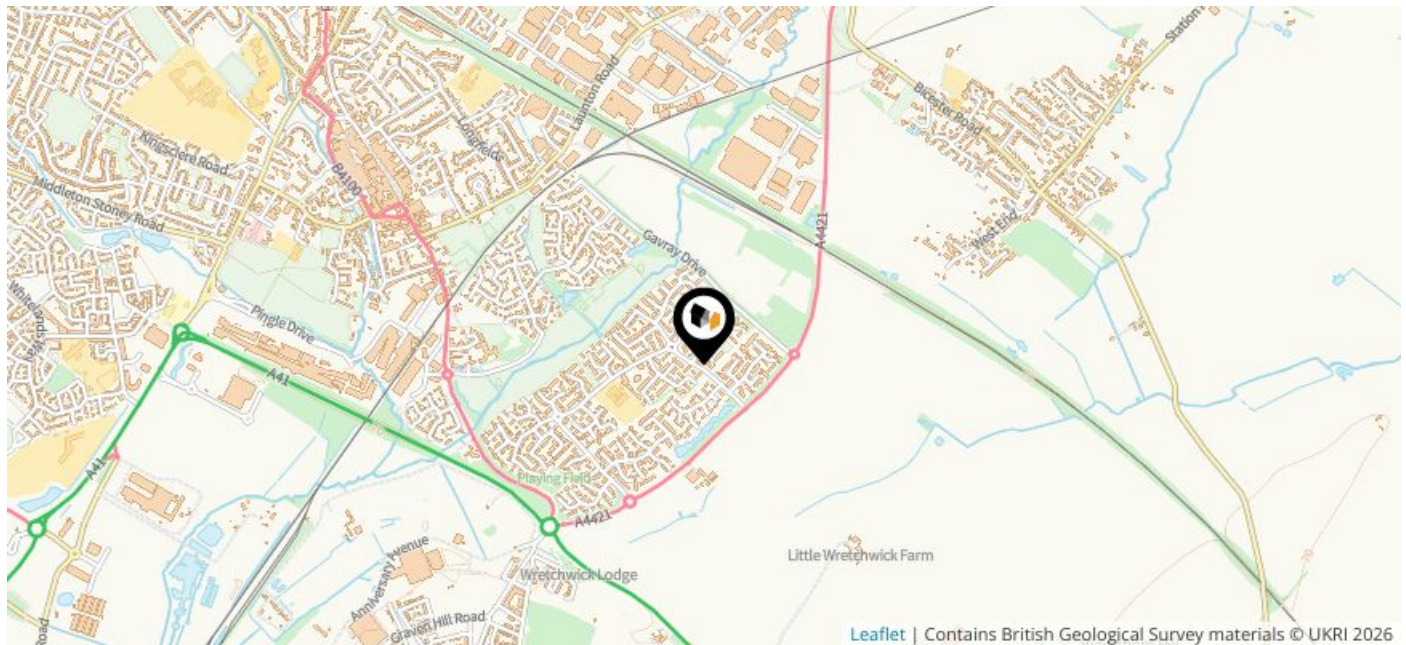 Station R
Bicester Road
Launton Road
Longfields
Kingsclere Road
B4100
Middleton Stoney Road
West End
A4421
Gavray Drive
Pingle Drive
A41
A41
Playing Field
A4421
Anniversary Avenue
Little Wretchwick Farm
Wretchwick Lodge
Graven Hill Road
Road
Leaflet | Contains British Geological Survey materials © UKRI 2026